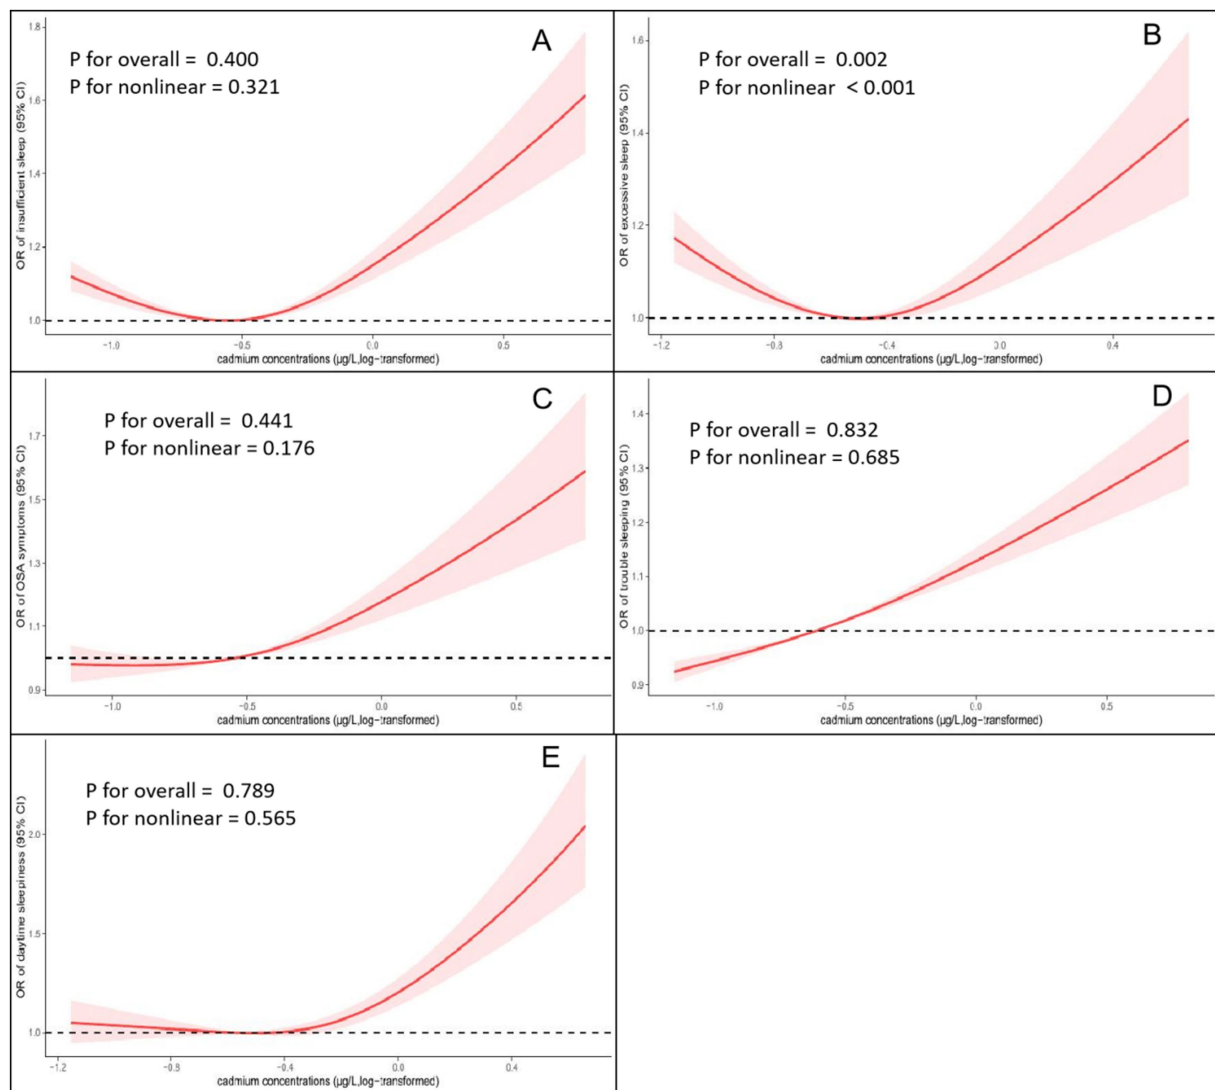 A
P for overall = 0.400
P for nonlinear = 0.321
OR of insufficient sleep (95% CI)
1.8
1.6
1.4
1.2
1.0
−1.0
−0.5
0.0
0.5
cadmium concentrations (µg/L,log−transformed)
B
P for overall = 0.002
P for nonlinear < 0.001
OR of excessive sleep (95% CI)
1.6
1.4
1.2
1.0
−1.2
−0.8
−0.4
0.0
0.4
cadmium concentrations (µg/L,log−transformed)
C
P for overall = 0.441
P for nonlinear = 0.176
OR of OSA symptoms (95% CI)
1.7
1.5
1.3
1.1
0.9
−1.0
−0.5
0.0
0.5
cadmium concentrations (µg/L,log−transformed)
D
P for overall = 0.832
P for nonlinear = 0.685
OR of trouble sleeping (95% CI)
1.4
1.3
1.2
1.1
1.0
0.9
−1.0
−0.5
0.0
0.5
cadmium concentrations (µg/L,log−transformed)
E
P for overall = 0.789
P for nonlinear = 0.565
OR of daytime sleepiness (95% CI)
2.0
1.5
1.0
−1.2
−0.8
−0.4
0.0
0.4
cadmium concentrations (µg/L,log−transformed)